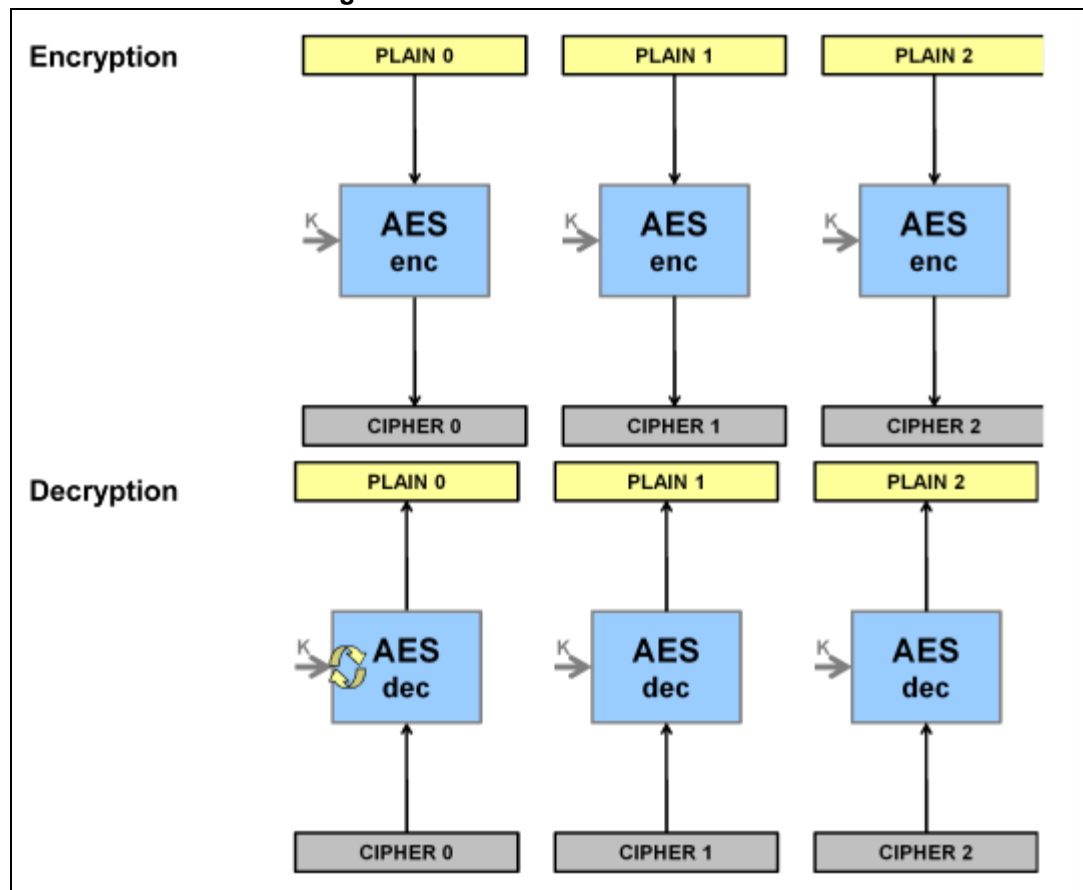 Encryption
PLAIN 0 PLAIN 1 PLAIN 2
K AES enc K AES enc K AES enc
CIPHER 0 CIPHER 1 CIPHER 2
Decryption
PLAIN 0 PLAIN 1 PLAIN 2
K AES dec K AES dec K AES dec
CIPHER 0 CIPHER 1 CIPHER 2